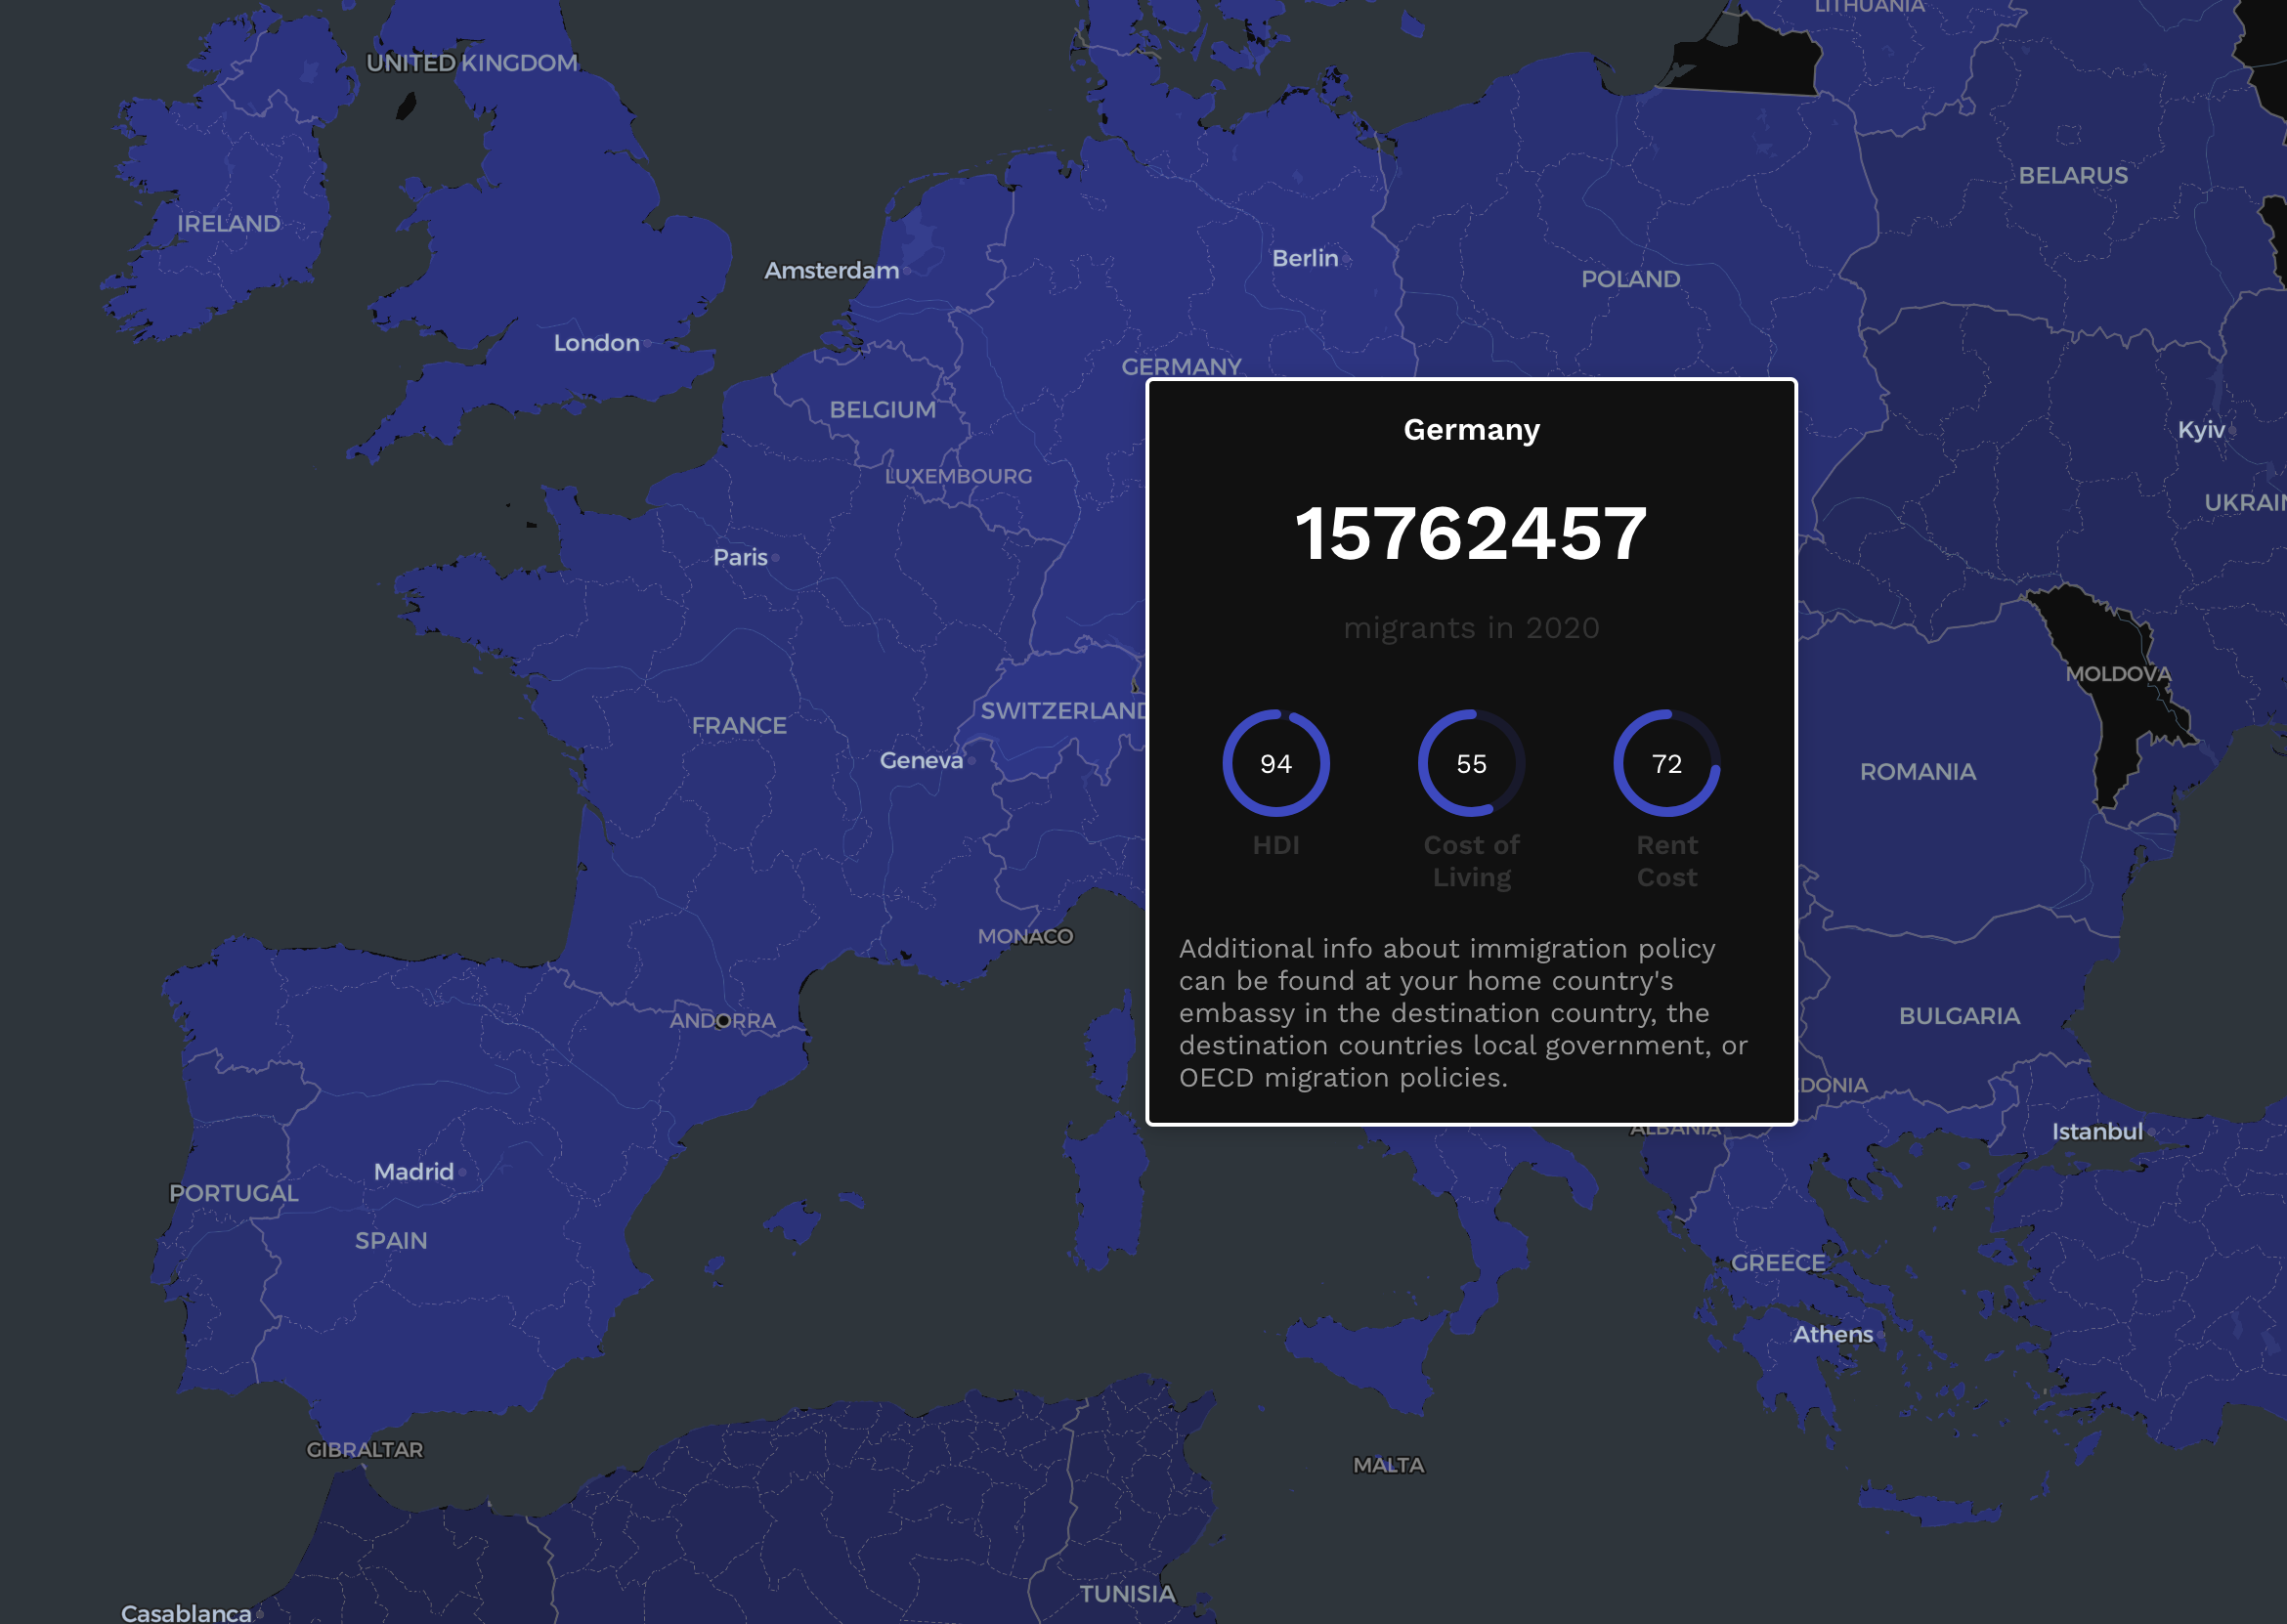 LITHUANIA
UNITED KINGDOM
BELARUS
IRELAND
Berlin
Amsterdam
POLAND
London
GERMANY
BELGIUM
Kyiv
LUXEMBOURG
Germany
15762457
migrants in 2020
94
55
72
HDI
Cost of
Living
Rent
Cost
Additional info about immigration policy
can be found at your home country's
embassy in the destination country, the
destination countries local government, or
OECD migration policies.
UKRAIN
Paris
MOLDOVA
SWITZERLAND
FRANCE
Geneva
ROMANIA
MONACO
BULGARIA
ANDORRA
DONIA
ALBANIA
Istanbul
Madrid
PORTUGAL
SPAIN
GREECE
Athens
GIBRALTAR
MALTA
TUNISIA
Casablanca